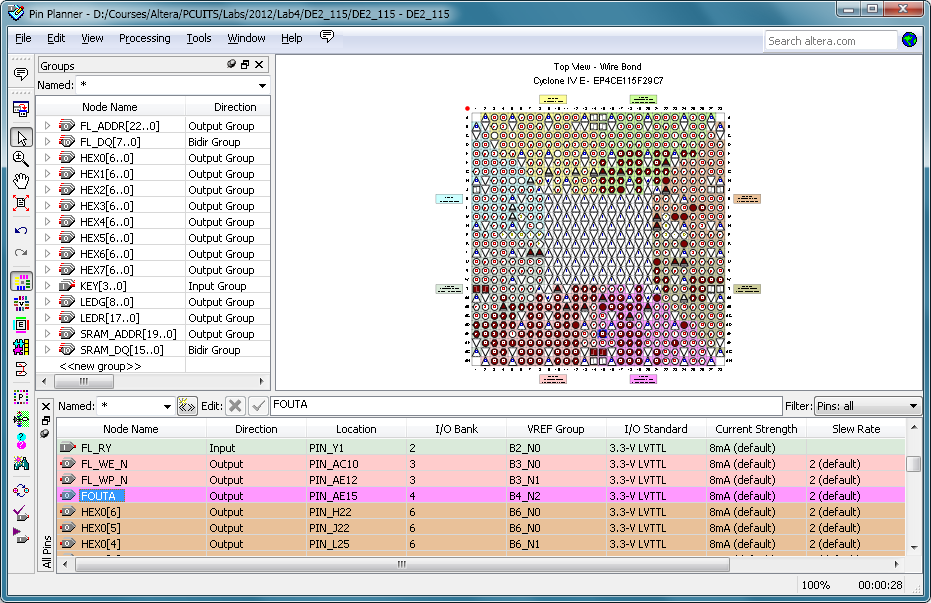 Pin Planner - D:/Courses/Altera/PCUITS/Labs/2012/Lab4/DE2_115/DE2_115 - DE2_115
File Edit View Processing Tools Window Help
Search altera.com
Groups
Named: *
Node Name Direction
FL_ADDR[22..0] Output Group
FL_DQ[7..0] Bidir Group
HEX0[6..0] Output Group
HEX1[6..0] Output Group
HEX2[6..0] Output Group
HEX3[6..0] Output Group
HEX4[6..0] Output Group
HEX5[6..0] Output Group
HEX6[6..0] Output Group
HEX7[6..0] Output Group
KEY[3..0] Input Group
LEDG[8..0] Output Group
LEDR[17..0] Output Group
SRAM_ADDR[19..0] Output Group
SRAM_DQ[15..0] Bidir Group
<<new group>>
Top View - Wire Bond
Cyclone IV E - EP4CE115F29C7
Named: * Edit: FOUTA Filter: Pins: all
Node Name Direction Location I/O Bank VREF Group I/O Standard Current Strength Slew Rate
FL_RY Input PIN_Y1 2 B2_N0 3.3-V LVTTL 8mA (default)
FL_WE_N Output PIN_AC10 3 B3_N0 3.3-V LVTTL 8mA (default) 2 (default)
FL_WP_N Output PIN_AE12 3 B3_N1 3.3-V LVTTL 8mA (default) 2 (default)
FOUTA Output PIN_AE15 4 B4_N2 3.3-V LVTTL 8mA (default) 2 (default)
HEX0[6] Output PIN_H22 6 B6_N0 3.3-V LVTTL 8mA (default) 2 (default)
HEX0[5] Output PIN_J22 6 B6_N0 3.3-V LVTTL 8mA (default) 2 (default)
HEX0[4] Output PIN_L25 6 B6_N1 3.3-V LVTTL 8mA (default) 2 (default)
All Pins
100% 00:00:28